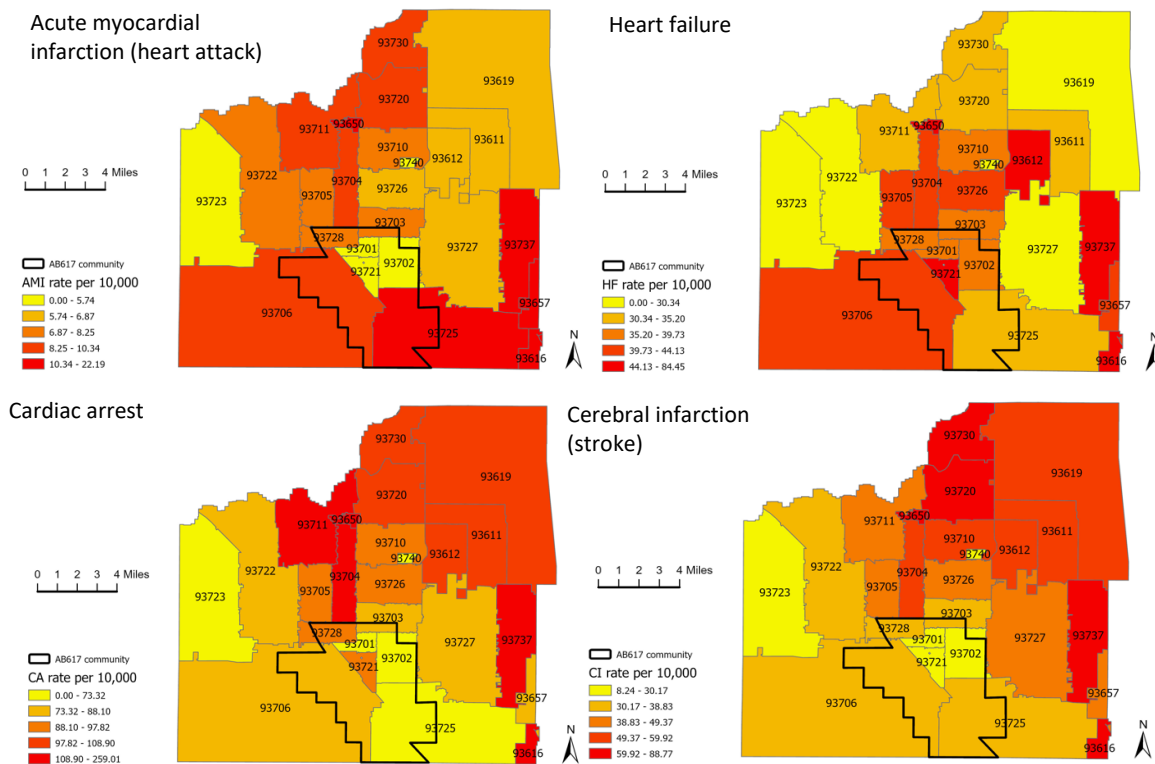 Acute myocardial
infarction (heart attack)
93730
93619
93720
93650
93711
93611
93710
93612
93740
0 1 2 3 4 Miles
93722
93704
93726
93705
93723
93703
93728
93727
93701
93737
93702
93721
AB617 community
AMI rate per 10,000
0.00 - 5.74
5.74 - 6.87
6.87 - 8.25
8.25 - 10.34
10.34 - 22.19
93657
93706
93725
93616
N
Heart failure
93730
93619
93720
93650
93711
93611
93710
93612
93740
0 1 2 3 4 Miles
93722
93704
93726
93705
93723
93703
93728
93727
93701
93737
93702
93721
AB617 community
HF rate per 10,000
0.00 - 30.34
30.34 - 35.20
35.20 - 39.73
39.73 - 44.13
44.13 - 84.45
93657
93706
93725
93616
N
Cardiac arrest
93730
93619
93720
93650
93711
93611
93710
93612
93740
0 1 2 3 4 Miles
93722
93704
93726
93705
93723
93703
93728
93727
93701
93737
93702
93721
AB617 community
CA rate per 10,000
0.00 - 73.32
73.32 - 88.10
88.10 - 97.82
97.82 - 108.90
108.90 - 259.01
93657
93706
93725
93616
N
Cerebral infarction
(stroke)
93730
93619
93720
93650
93711
93611
93710
93612
93740
0 1 2 3 4 Miles
93722
93704
93726
93705
93723
93703
93728
93727
93701
93737
93702
93721
AB617 community
CI rate per 10,000
8.24 - 30.17
30.17 - 38.83
38.83 - 49.37
49.37 - 59.92
59.92 - 88.77
93657
93706
93725
93616
N